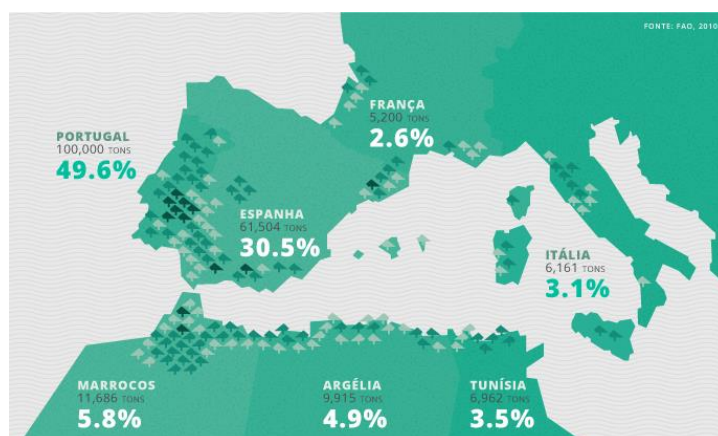 FONTE: FAO, 2010
FRANÇA
5,200 TONS
2.6%
PORTUGAL
100,000 TONS
49.6%
ESPANHA
61,504 TONS
30.5%
ITÁLIA
6,161 TONS
3.1%
MARROCOS
11,686 TONS
5.8%
ARGÉLIA
9,915 TONS
4.9%
TUNÍSIA
6,962 TONS
3.5%